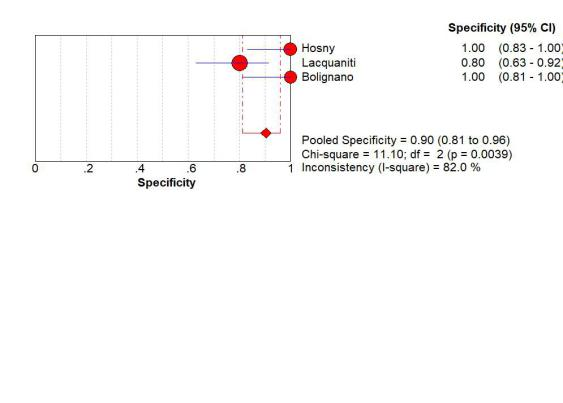 Specificity (95% CI)
Hosny 1.00 (0.83 - 1.00)
Lacquaniti 0.80 (0.63 - 0.92)
Bolignano 1.00 (0.81 - 1.00)
Pooled Specificity = 0.90 (0.81 to 0.96)
Chi-square = 11.10; df = 2 (p = 0.0039)
Inconsistency (I-square) = 82.0 %
0 .2 .4 .6 .8 1
Specificity